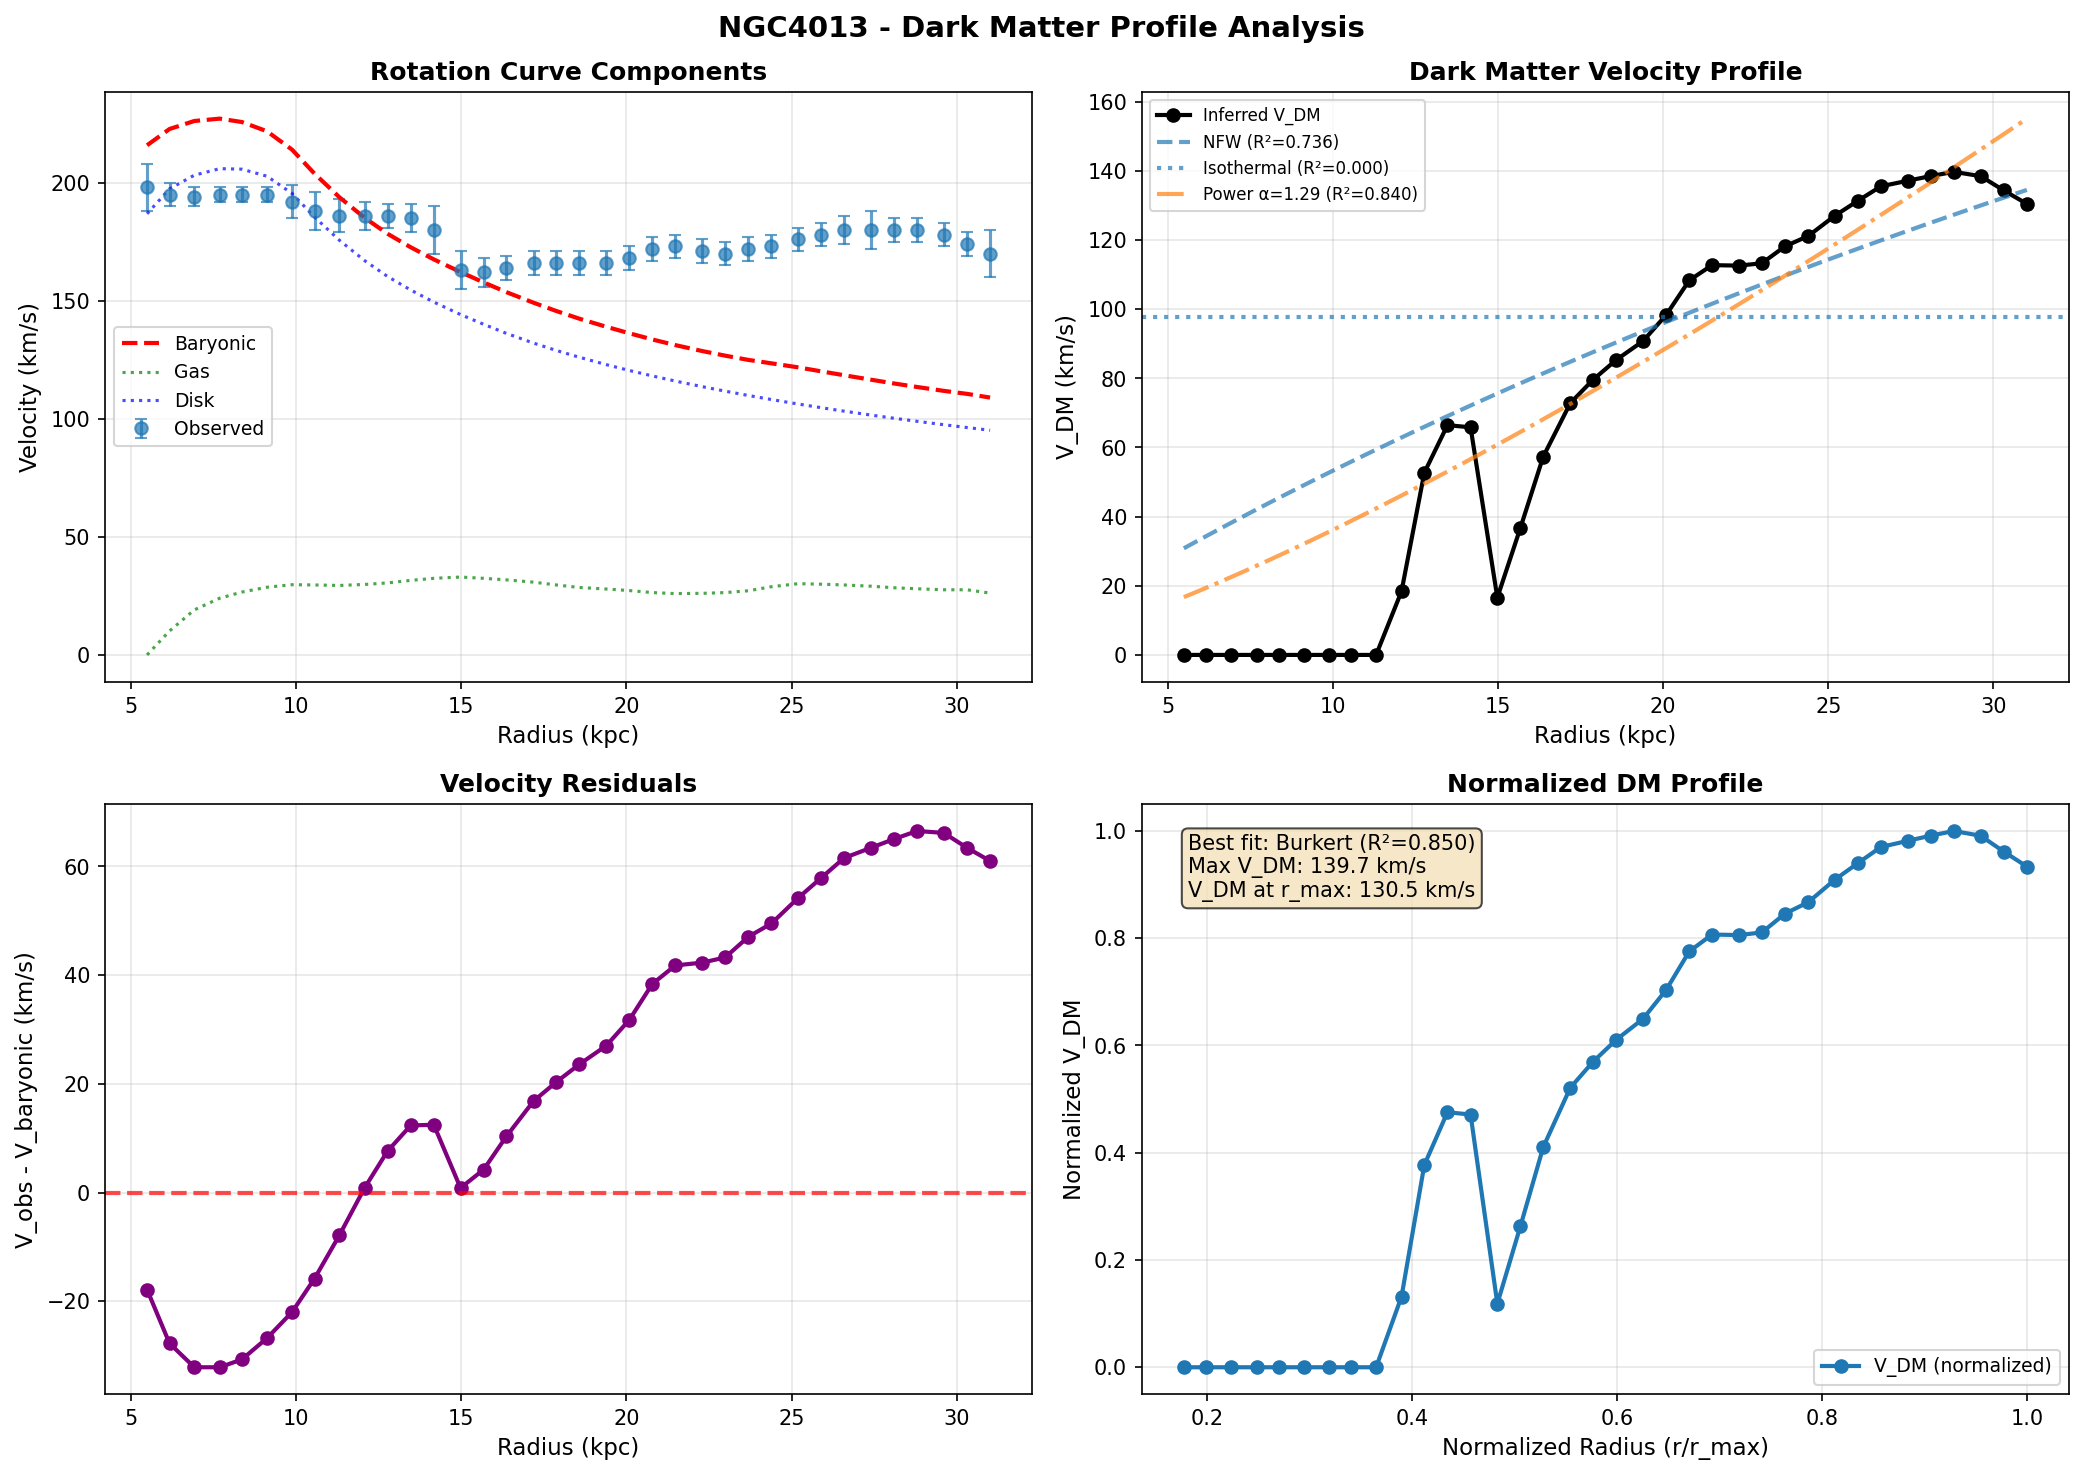 NGC4013 - Dark Matter Profile Analysis
Rotation Curve Components
Velocity (km/s)
200
150
100
50
0
Baryonic
Gas
Disk
Observed
5 10 15 20 25 30
Radius (kpc)
Dark Matter Velocity Profile
V_DM (km/s)
160
140
120
100
80
60
40
20
0
Inferred V_DM
NFW (R²=0.736)
Isothermal (R²=0.000)
Power α=1.29 (R²=0.840)
5 10 15 20 25 30
Radius (kpc)
Velocity Residuals
V_obs - V_baryonic (km/s)
60
40
20
0
−20
5 10 15 20 25 30
Radius (kpc)
Normalized DM Profile
Normalized V_DM
1.0
0.8
0.6
0.4
0.2
0.0
Best fit: Burkert (R²=0.850)
Max V_DM: 139.7 km/s
V_DM at r_max: 130.5 km/s
V_DM (normalized)
0.2 0.4 0.6 0.8 1.0
Normalized Radius (r/r_max)